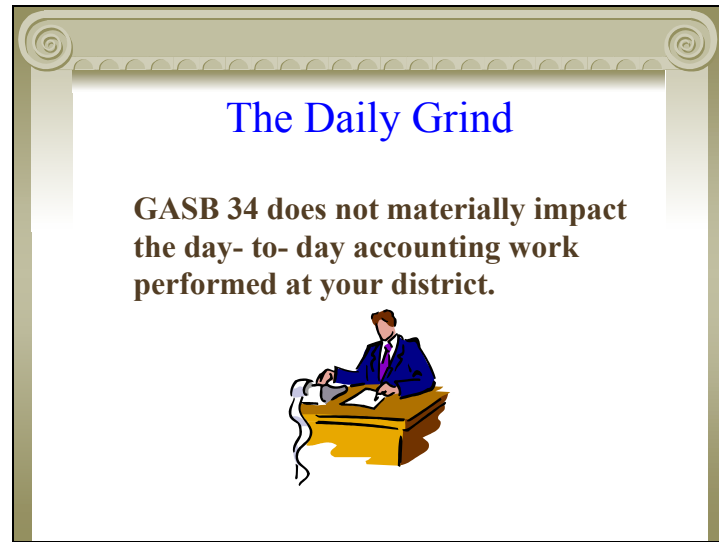 The Daily Grind
GASB 34 does not materially impact
the day- to- day accounting work
performed at your district.